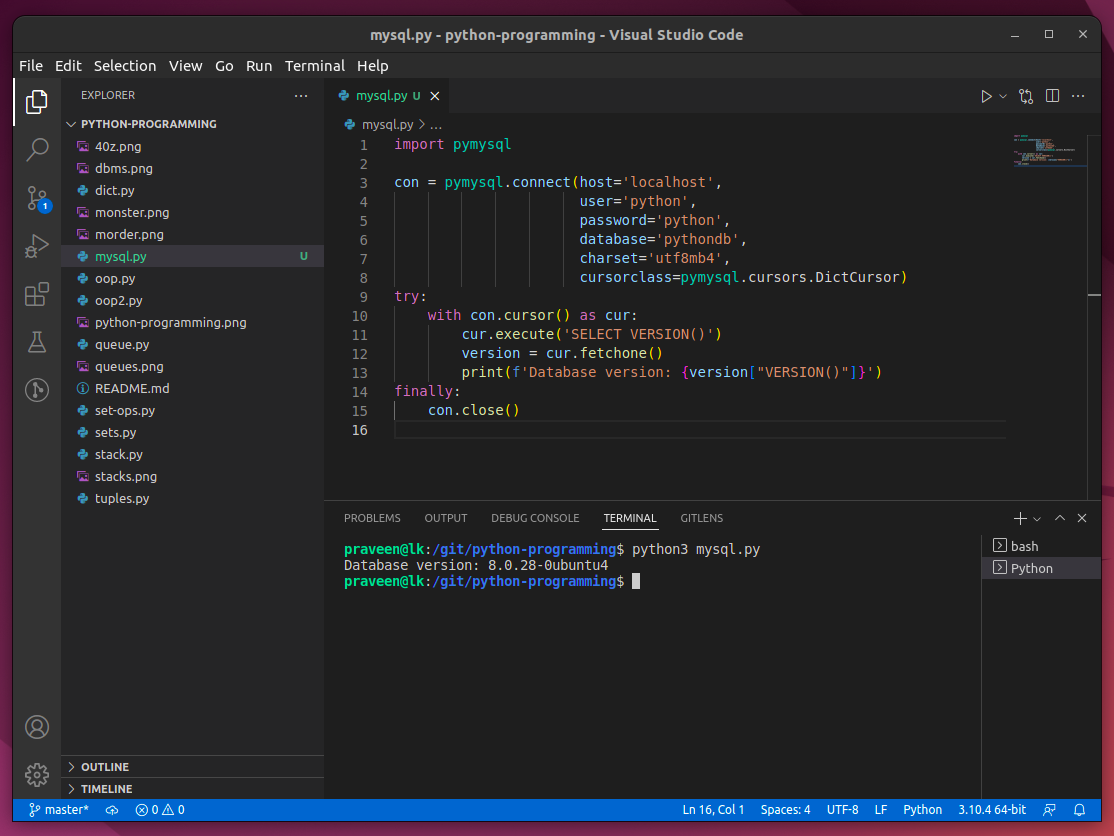 mysql.py - python-programming - Visual Studio Code
File Edit Selection View Go Run Terminal Help
EXPLORER
PYTHON-PROGRAMMING
40z.png
dbms.png
dict.py
monster.png
morder.png
mysql.py U
oop.py
oop2.py
python-programming.png
queue.py
queues.png
README.md
set-ops.py
sets.py
stack.py
stacks.png
tuples.py
OUTLINE
TIMELINE
1
mysql.py U
mysql.py > ...
1 import pymysql
2
3 con = pymysql.connect(host='localhost',
4 user='python',
5 password='python',
6 database='pythondb',
7 charset='utf8mb4',
8 cursorclass=pymysql.cursors.DictCursor)
9 try:
10 with con.cursor() as cur:
11 cur.execute('SELECT VERSION()')
12 version = cur.fetchone()
13 print(f'Database version: {version["VERSION()"]}')
14 finally:
15 con.close()
16
PROBLEMS OUTPUT DEBUG CONSOLE TERMINAL GITLENS
praveen@lk:/git/python-programming$ python3 mysql.py
Database version: 8.0.28-0ubuntu4
praveen@lk:/git/python-programming$
bash
Python
master* 0 0 Ln 16, Col 1 Spaces: 4 UTF-8 LF Python 3.10.4 64-bit